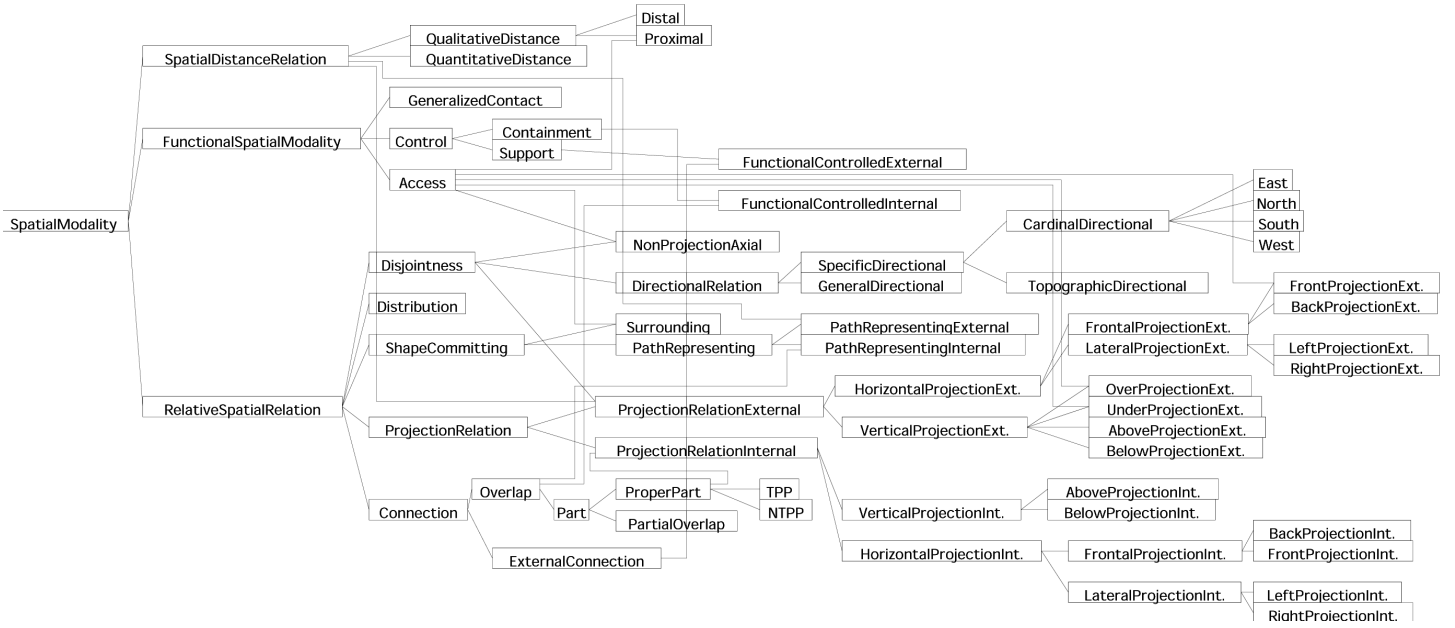 SpatialModality
SpatialDistanceRelation
FunctionalSpatialModality
RelativeSpatialRelation
QualitativeDistance
QuantitativeDistance
Distal
Proximal
GeneralizedContact
Control
Access
Containment
Support
FunctionalControlledExternal
FunctionalControlledInternal
Disjointness
Distribution
ShapeCommitting
ProjectionRelation
Connection
NonProjectionAxial
DirectionalRelation
SpecificDirectional
GeneralDirectional
CardinalDirectional
TopographicDirectional
East
North
South
West
Surrounding
PathRepresenting
PathRepresentingExternal
PathRepresentingInternal
ProjectionRelationExternal
ProjectionRelationInternal
HorizontalProjectionExt.
VerticalProjectionExt.
FrontalProjectionExt.
LateralProjectionExt.
FrontProjectionExt.
BackProjectionExt.
LeftProjectionExt.
RightProjectionExt.
OverProjectionExt.
UnderProjectionExt.
AboveProjectionExt.
BelowProjectionExt.
Overlap
Part
ProperPart
PartialOverlap
TPP
NTPP
ExternalConnection
VerticalProjectionInt.
HorizontalProjectionInt.
AboveProjectionInt.
BelowProjectionInt.
FrontalProjectionInt.
LateralProjectionInt.
BackProjectionInt.
FrontProjectionInt.
LeftProjectionInt.
RightProjectionInt.